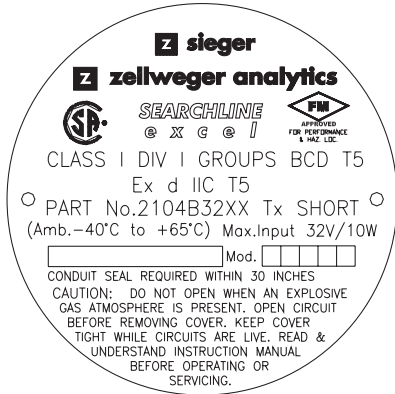 z sieger
z zellweger analytics
SEARCHLINE
excel
CSA
FM
APPROVED
FOR PERFORMANCE
& HAZ. LOC.
CLASS I DIV I GROUPS BCD T5
Ex d IIC T5
PART No.2104B32XX Tx SHORT
(Amb.-40°C to +65°C) Max.Input 32V/10W
Mod.
CONDUIT SEAL REQUIRED WITHIN 30 INCHES
CAUTION: DO NOT OPEN WHEN AN EXPLOSIVE
GAS ATMOSPHERE IS PRESENT. OPEN CIRCUIT
BEFORE REMOVING COVER. KEEP COVER
TIGHT WHILE CIRCUITS ARE LIVE. READ &
UNDERSTAND INSTRUCTION MANUAL
BEFORE OPERATING OR
SERVICING.